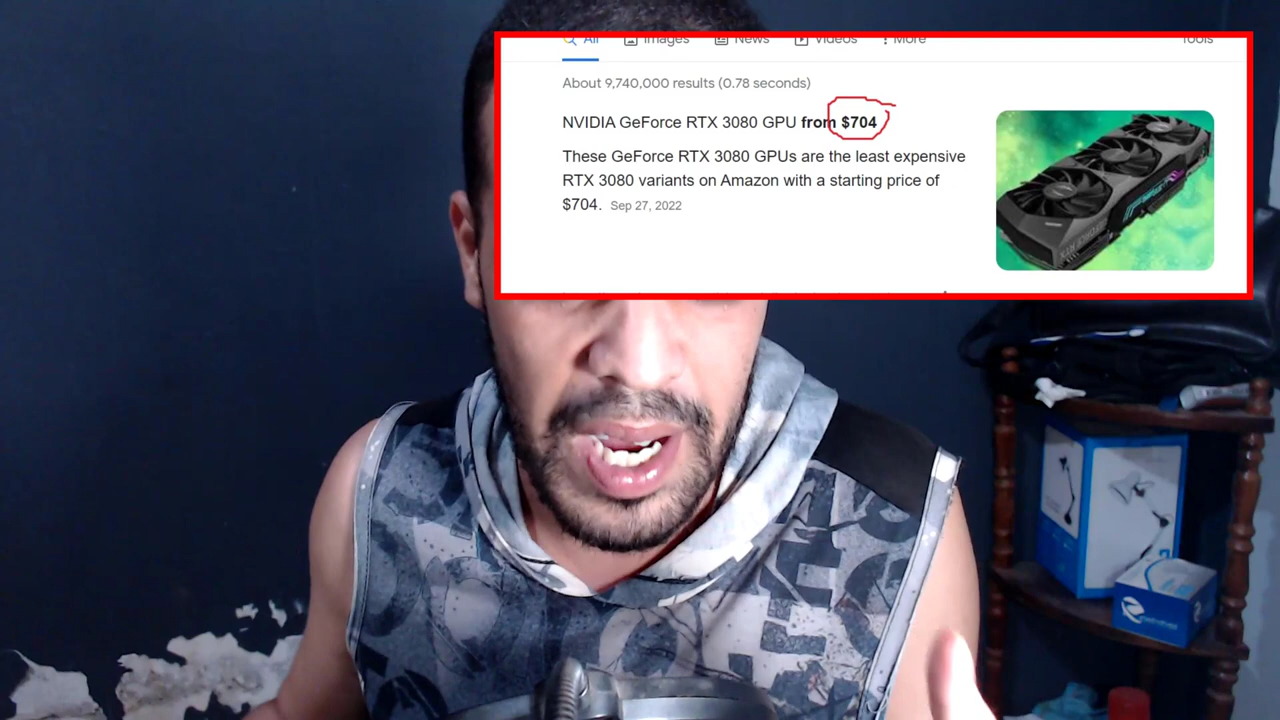 All Images News Videos More Tools
About 9,740,000 results (0.78 seconds)
NVIDIA GeForce RTX 3080 GPU from $704
These GeForce RTX 3080 GPUs are the least expensive
RTX 3080 variants on Amazon with a starting price of
$704. Sep 27, 2022